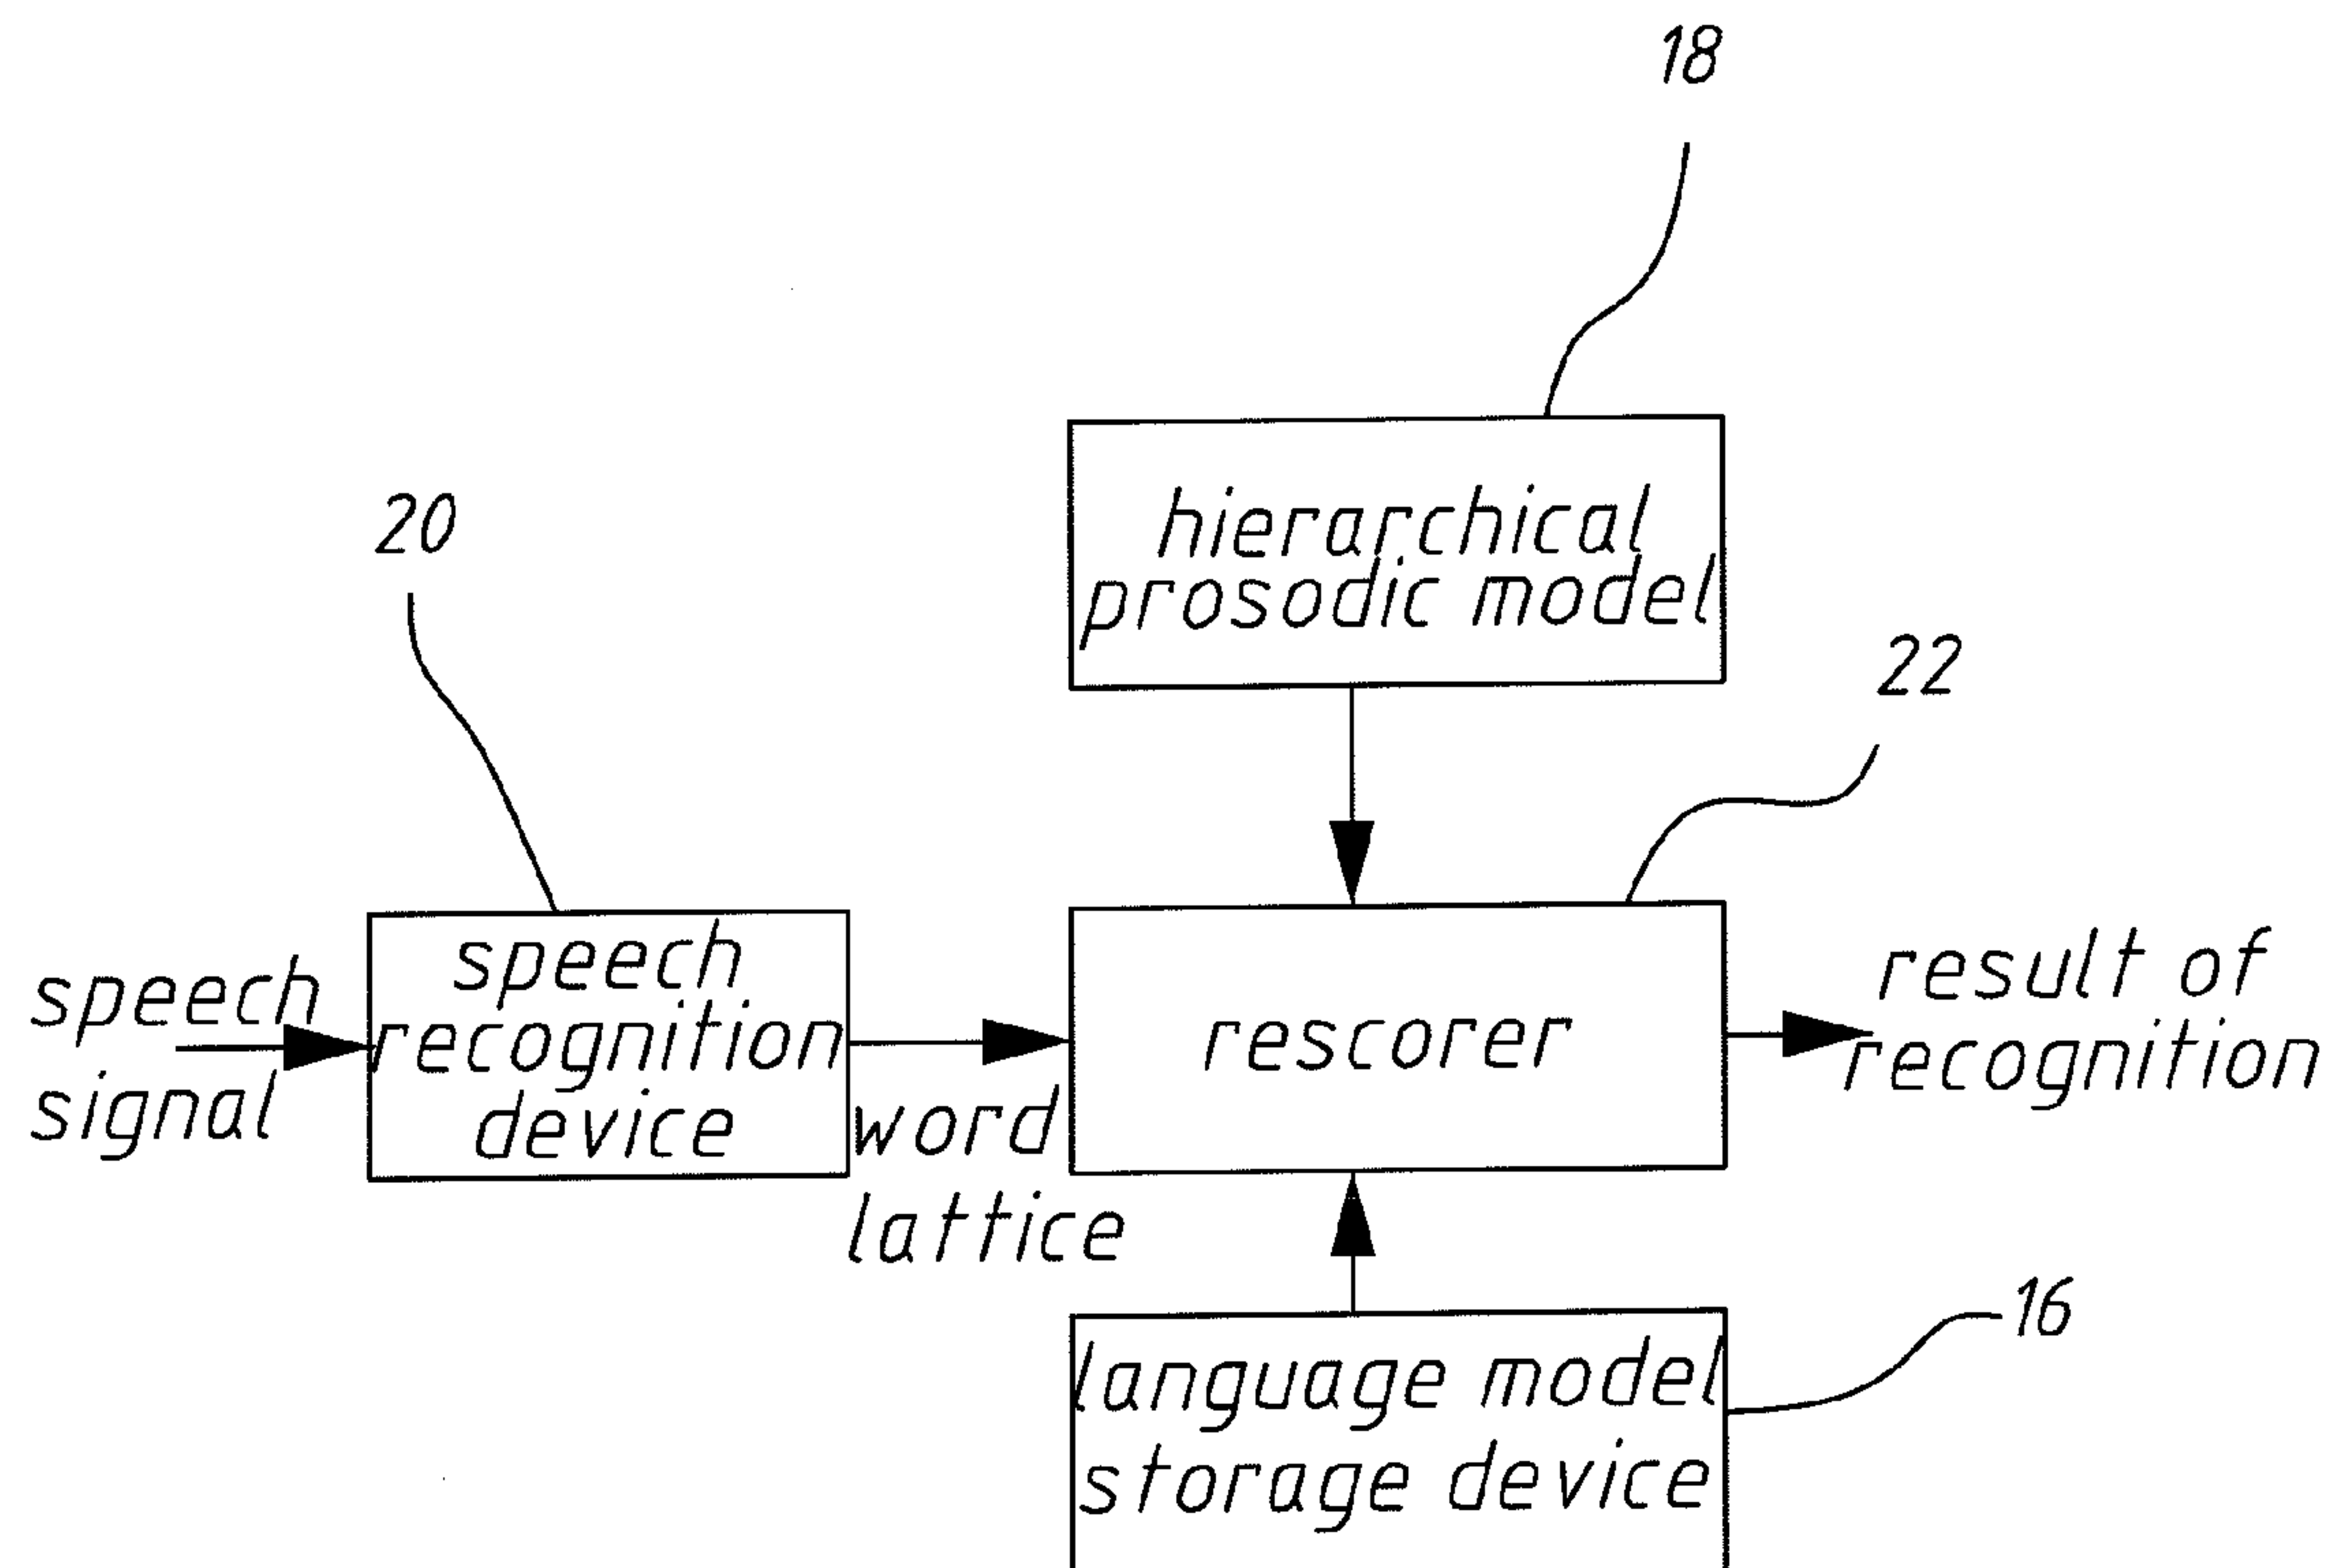 18
hierarchical
prosodic model
20
22
speech
signal
speech
recognition
device
word
lattice
rescorer
result of
recognition
16
language model
storage device